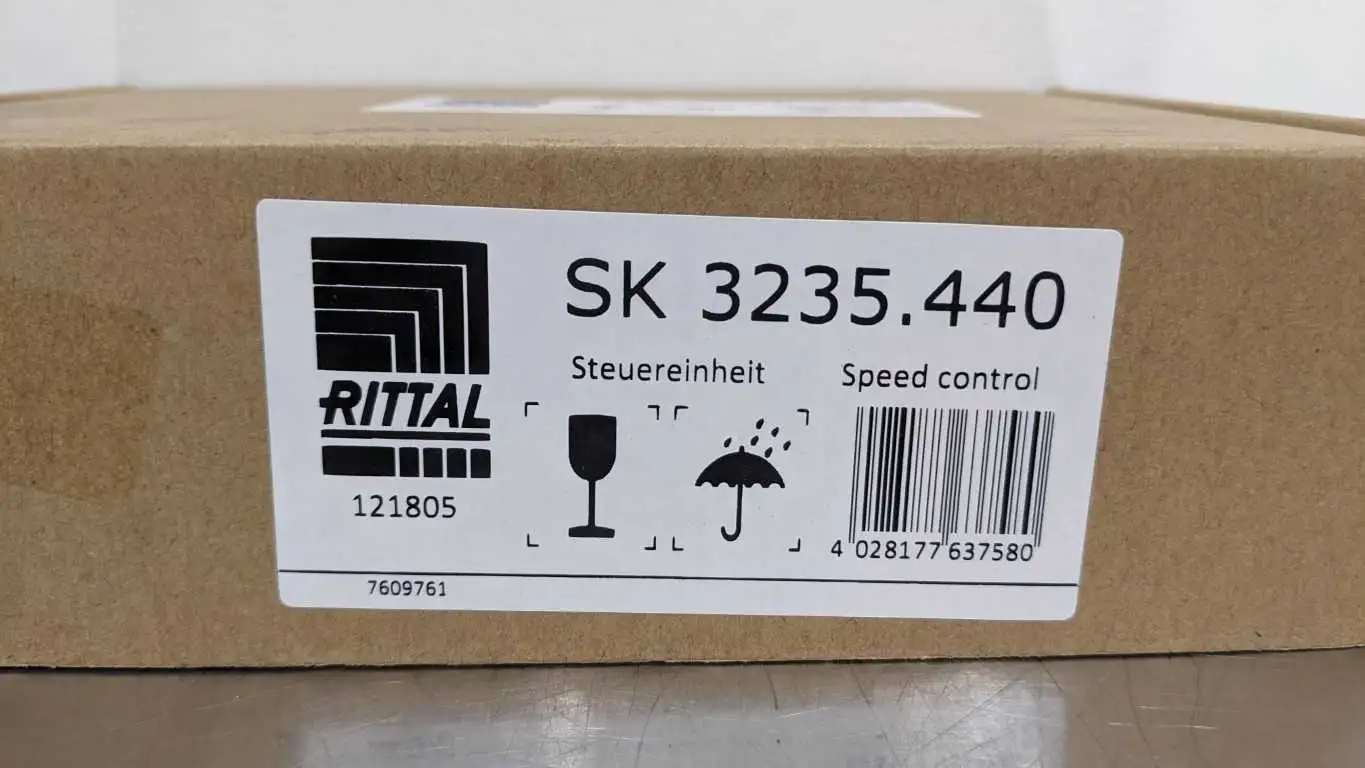 SK 3235.440
Steuereinheit Speed control
RITTAL
121805
4 028177 637580
7609761